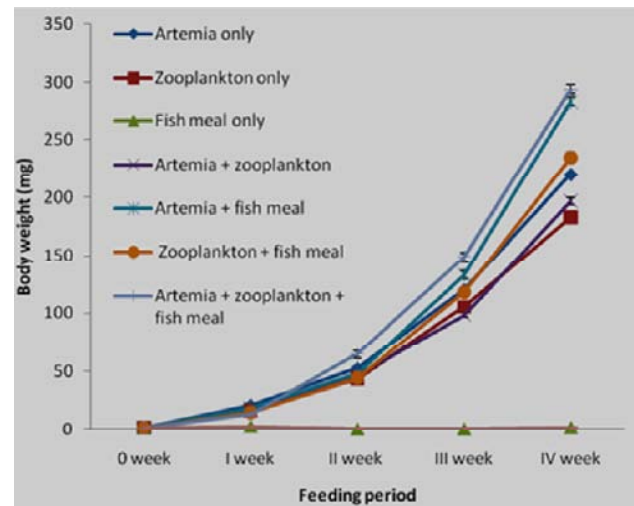 350
300
250
200
150
100
50
0
Body weight (mg)
Artemia only
Zooplankton only
Fish meal only
Artemia + zooplankton
Artemia + fish meal
Zooplankton + fish meal
Artemia + zooplankton +
fish meal
0 week I week II week III week IV week
Feeding period